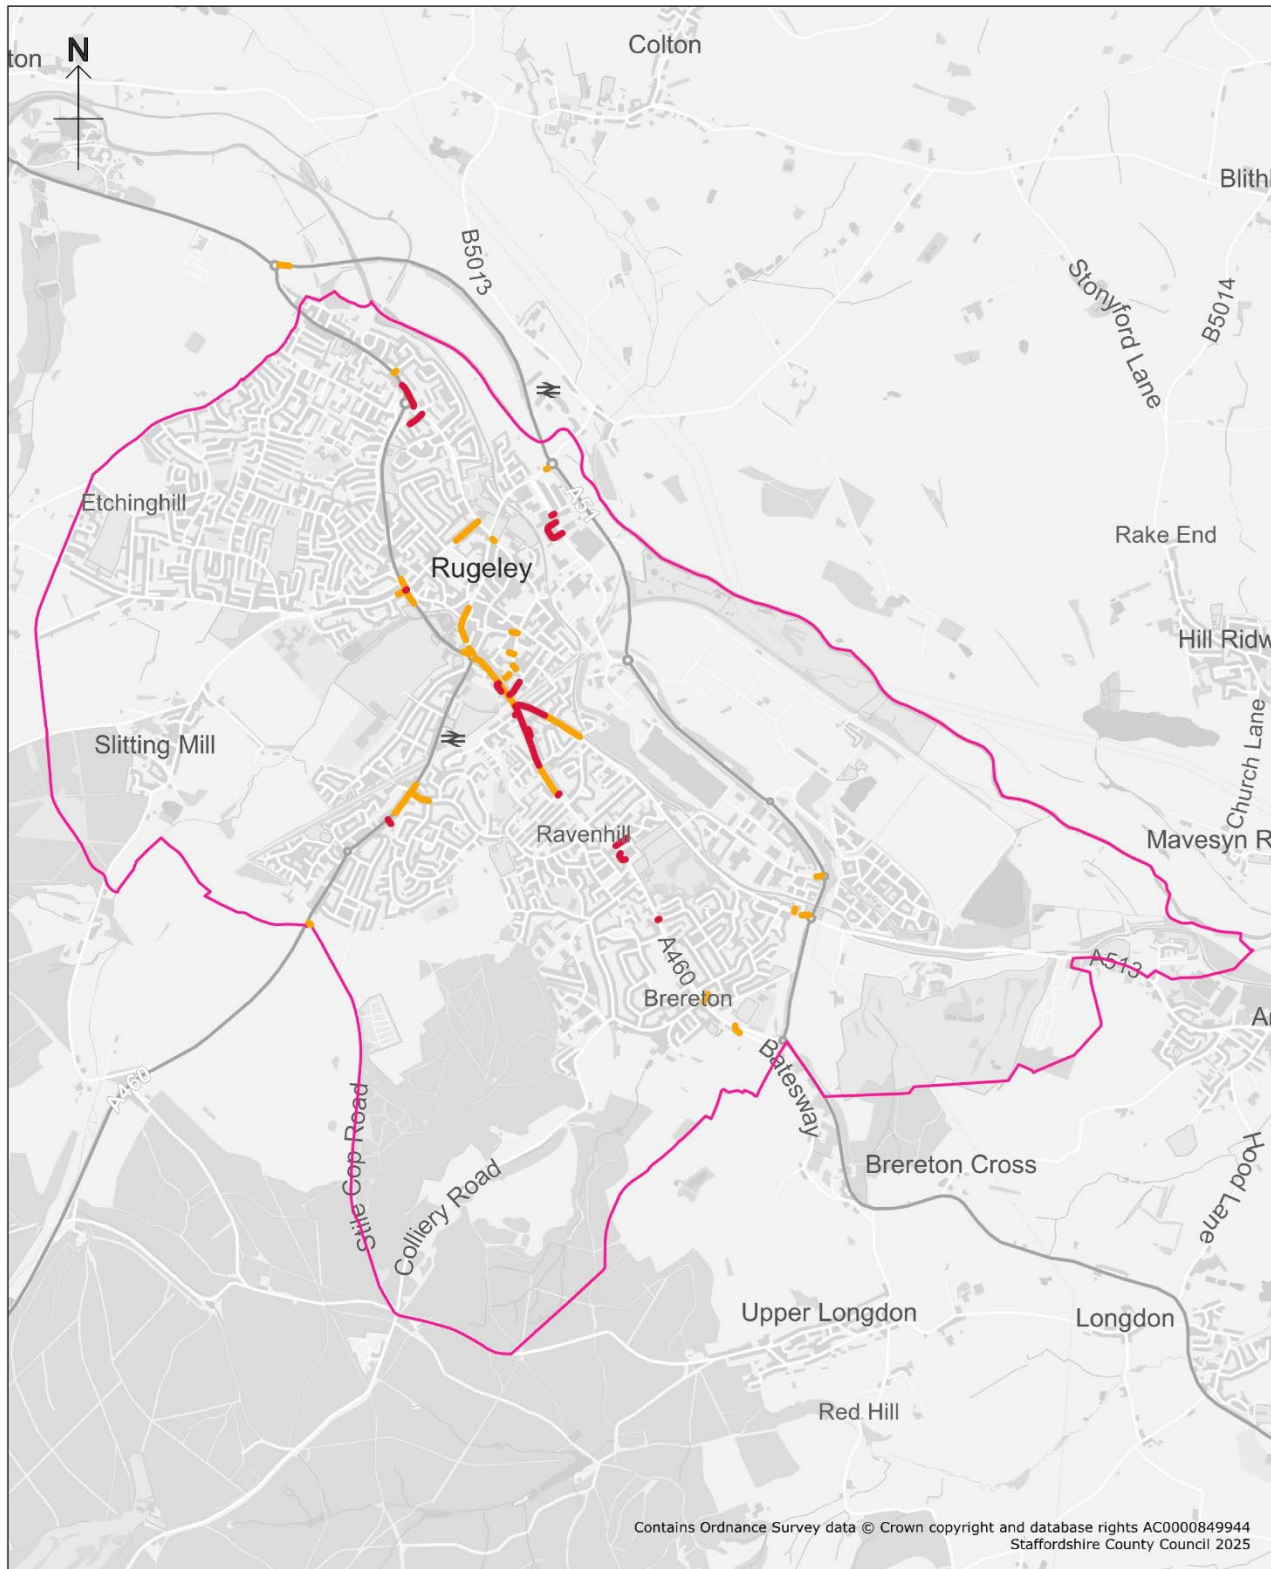 Colton
ton
N
Blith
B5013
Stonyford Lane
B5014
Etchinghill
A51
Rake End
Rugeley
Hill Ridw
Slitting Mill
Church Lane
Ravenhill
Mavesyn R
A460
A513
Brereton
Ar
Batesway
A460
Stile Cop Road
Colliery Road
Brereton Cross
Hood Lane
Upper Longdon
Longdon
Red Hill
Contains Ordnance Survey data © Crown copyright and database rights AC0000849944
Staffordshire County Council 2025